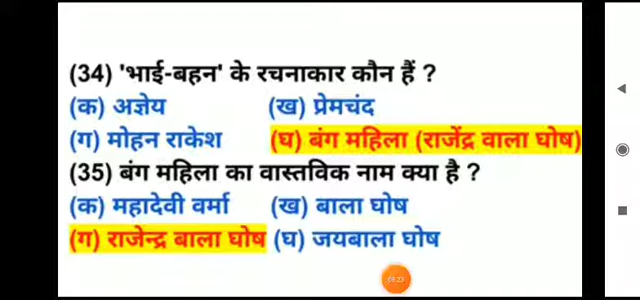 (34) 'भाई-बहन' के रचनाकार कौन हैं ?
(क) अज्ञेय (ख) प्रेमचंद
(ग) मोहन राकेश (घ) बंग महिला (राजेंद्र वाला घोष)
(35) बंग महिला का वास्तविक नाम क्या है ?
(क) महादेवी वर्मा (ख) बाला घोष
(ग) राजेन्द्र बाला घोष (घ) जयबाला घोष